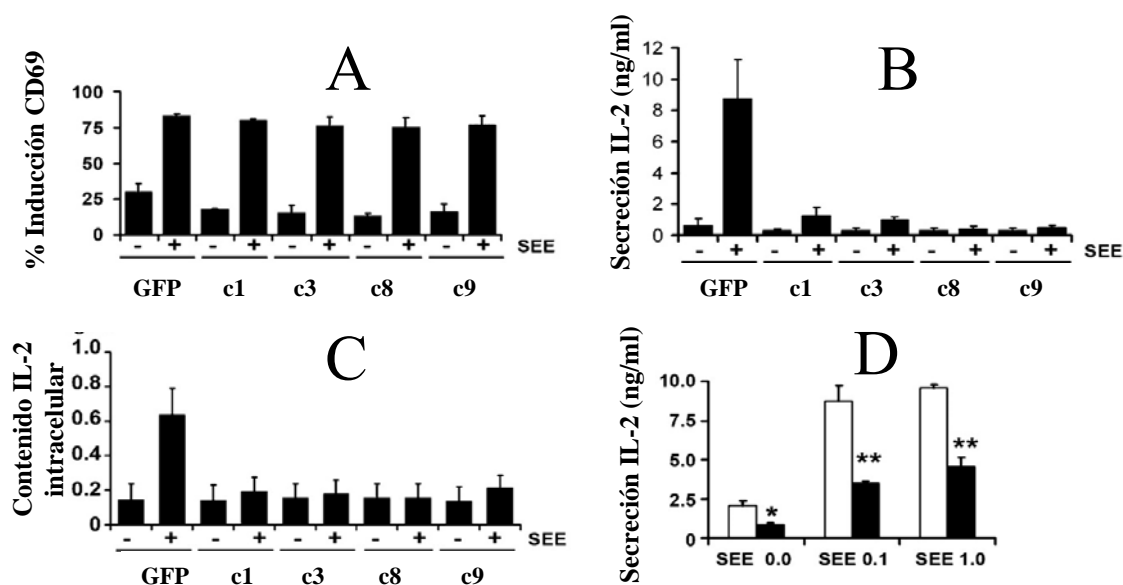 A
% Inducción CD69
100
75
50
25
0
- + - + - + - + - + SEE
GFP c1 c3 c8 c9
B
Secreción IL-2 (ng/ml)
12
10
8
6
4
2
0
- + - + - + - + - + SEE
GFP c1 c3 c8 c9
C
Contenido IL-2
intracelular
1.0
0.8
0.6
0.4
0.2
0
- + - + - + - + - + SEE
GFP c1 c3 c8 c9
D
Secreción IL-2 (ng/ml)
10.0
7.5
5.0
2.5
0
* ** **
SEE 0.0 SEE 0.1 SEE 1.0